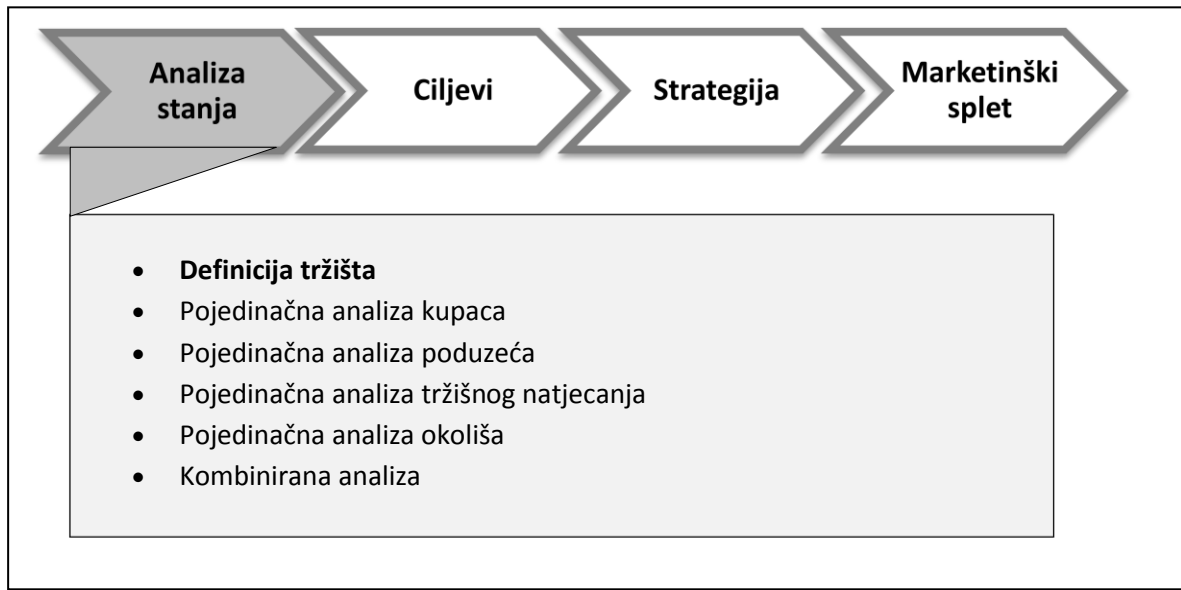 Analiza
stanja
Ciljevi
Strategija
Marketinški
splet
• Definicija tržišta
• Pojedinačna analiza kupaca
• Pojedinačna analiza poduzeća
• Pojedinačna analiza tržišnog natjecanja
• Pojedinačna analiza okoliša
• Kombinirana analiza